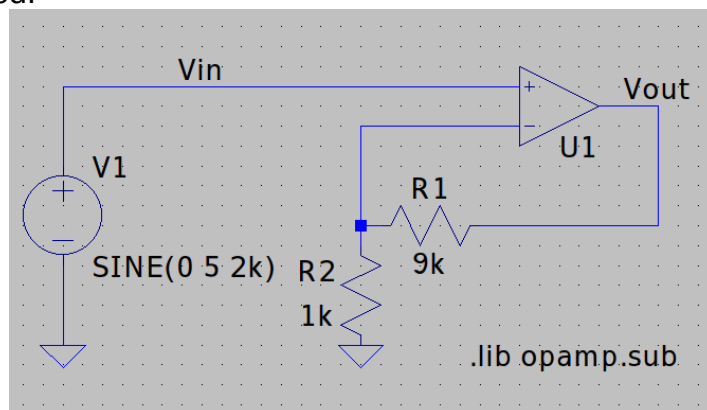 Vin
Vout
+
−
U1
V1
+
−
R1
SINE(0 5 2k)
R2
9k
1k
.lib opamp.sub